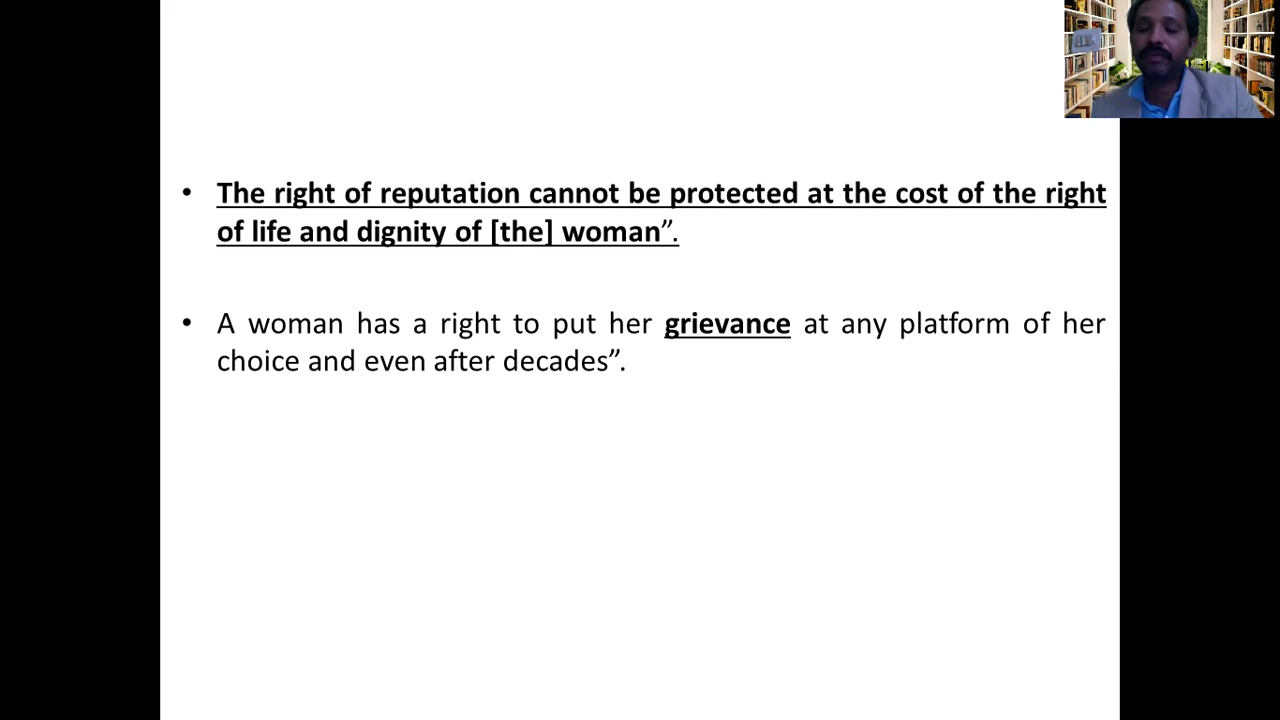 • The right of reputation cannot be protected at the cost of the right
of life and dignity of [the] woman”.
• A woman has a right to put her grievance at any platform of her
choice and even after decades”.